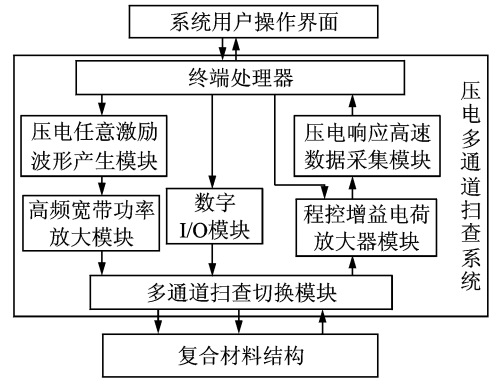 系统用户操作界面
终端处理器
压电任意激励
波形产生模块
压电响应高速
数据采集模块
高频宽带功率
放大模块
数字
I/O模块
程控增益电荷
放大器模块
多通道扫查切换模块
复合材料结构
压电多通道扫查系统